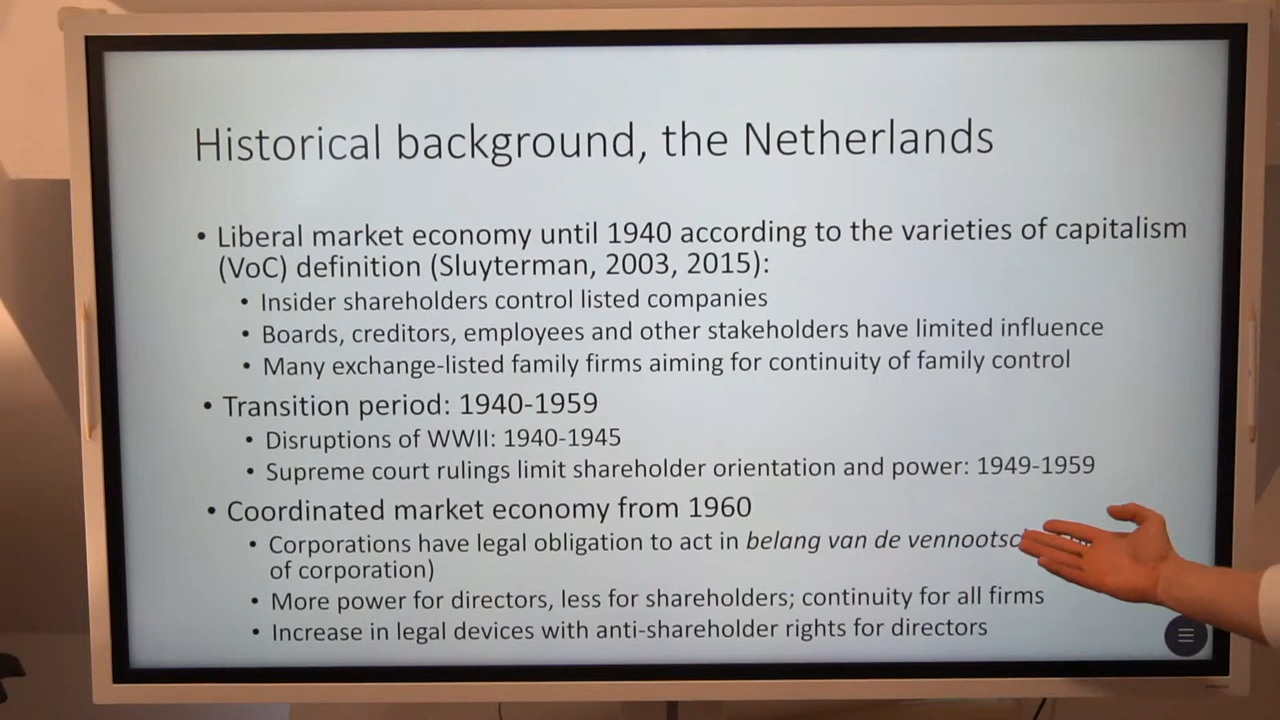 Historical background, the Netherlands
• Liberal market economy until 1940 according to the varieties of capitalism
(VoC) definition (Sluyterman, 2003, 2015):
• Insider shareholders control listed companies
• Boards, creditors, employees and other stakeholders have limited influence
• Many exchange-listed family firms aiming for continuity of family control
• Transition period: 1940-1959
• Disruptions of WWII: 1940-1945
• Supreme court rulings limit shareholder orientation and power: 1949-1959
• Coordinated market economy from 1960
• Corporations have legal obligation to act in belang van de
of corporation)
• More power for directors, less for shareholders; continuity for all firms
• Increase in legal devices with anti-shareholder rights for directors